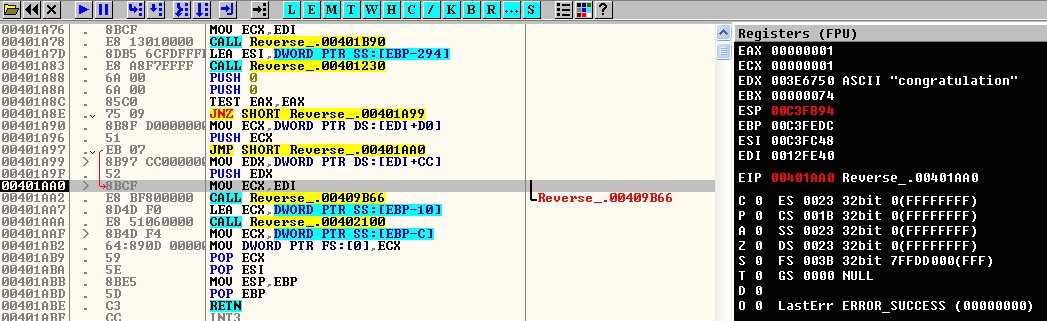 L E M T W H C / K B R ... S ?
00401A76 . 8BCF MOV ECX,EDI
00401A78 . E8 13010000 CALL Reverse_.00401B90
00401A7D . 8DB5 6CFDFFFF LEA ESI,DWORD PTR SS:[EBP-294]
00401A83 . E8 A8F7FFFF CALL Reverse_.00401230
00401A88 . 6A 00 PUSH 0
00401A8A . 6A 00 PUSH 0
00401A8C . 85C0 TEST EAX,EAX
00401A8E . 75 09 JNZ SHORT Reverse_.00401A99
00401A90 . 8B8F D0000000 MOV ECX,DWORD PTR DS:[EDI+D0]
00401A96 . 51 PUSH ECX
00401A97 . EB 07 JMP SHORT Reverse_.00401AA0
00401A99 > 8B97 CC000000 MOV EDX,DWORD PTR DS:[EDI+CC]
00401A9F . 52 PUSH EDX
00401AA0 > 8BCF MOV ECX,EDI
00401AA2 . E8 BF800000 CALL Reverse_.00409B66 Reverse_.00409B66
00401AA7 . 8D4D F0 LEA ECX,DWORD PTR SS:[EBP-10]
00401AAA . E8 51060000 CALL Reverse_.00402100
00401AAF > 8B4D F4 MOV ECX,DWORD PTR SS:[EBP-C]
00401AB2 . 64:890D 00000 MOV DWORD PTR FS:[0],ECX
00401AB9 . 59 POP ECX
00401ABA . 5E POP ESI
00401ABB . 8BE5 MOV ESP,EBP
00401ABD . 5D POP EBP
00401ABE . C3 RETN
00401ABF CC INT3
Registers (FPU)
EAX 00000001
ECX 00000001
EDX 003E6750 ASCII "congratulation"
EBX 00000074
ESP 00C3FB94
EBP 00C3FEDC
ESI 00C3FC48
EDI 0012FE40
EIP 00401AA0 Reverse_.00401AA0
C 0 ES 0023 32bit 0(FFFFFFFF)
P 0 CS 001B 32bit 0(FFFFFFFF)
A 0 SS 0023 32bit 0(FFFFFFFF)
Z 0 DS 0023 32bit 0(FFFFFFFF)
S 0 FS 003B 32bit 7FFDD000(FFF)
T 0 GS 0000 NULL
D 0
O 0 LastErr ERROR_SUCCESS (00000000)